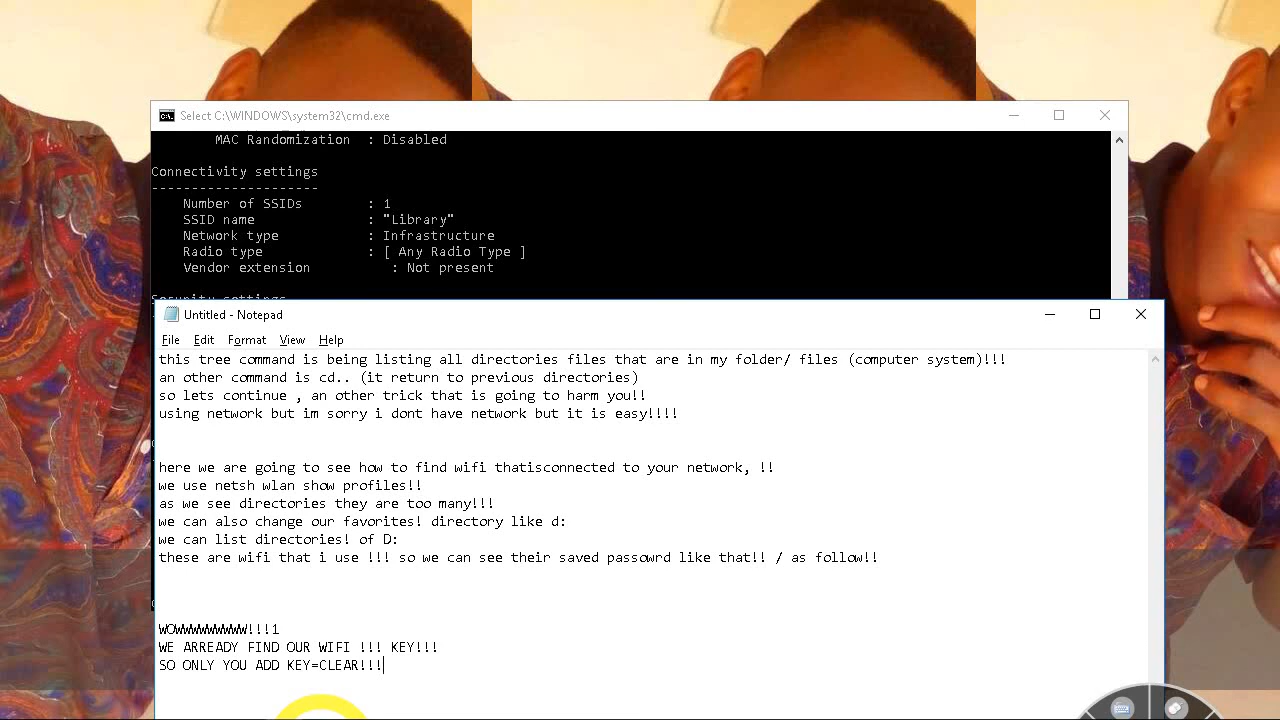 Select C:\WINDOWS\system32\cmd.exe
MAC Randomization : Disabled
Connectivity settings
---------------------
Number of SSIDs : 1
SSID name : "Library"
Network type : Infrastructure
Radio type : [ Any Radio Type ]
Vendor extension : Not present
Security settings
Untitled - Notepad
File Edit Format View Help
this tree command is being listing all directories files that are in my folder/ files (computer system)!!!
an other command is cd.. (it return to previous directories)
so lets continue , an other trick that is going to harm you!!
using network but im sorry i dont have network but it is easy!!!!
here we are going to see how to find wifi thatisconnected to your network, !!
we use netsh wlan show profiles!!
as we see directories they are too many!!!
we can also change our favorites! directory like d:
we can list directories! of D:
these are wifi that i use !!! so we can see their saved passowrd like that!! / as follow!!
WOwwwwwwwww!!!1
WE ARREADY FIND OUR WIFI !!! KEY!!!
SO ONLY YOU ADD KEY=CLEAR!!!